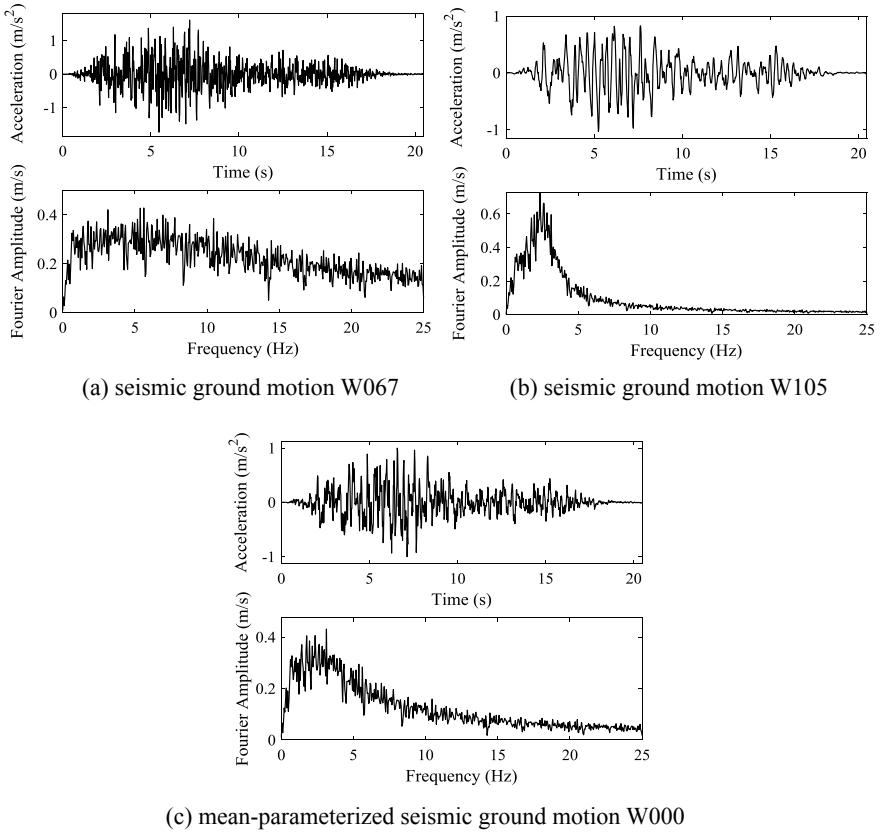 Acceleration (m/s²)
1
0
-1
0 5 10 15 20
Time (s)
Fourier Amplitude (m/s)
0.4
0.2
0
0 5 10 15 20 25
Frequency (Hz)
(a) seismic ground motion W067
Acceleration (m/s²)
1
0
-1
0 5 10 15 20
Time (s)
Fourier Amplitude (m/s)
0.6
0.4
0.2
0
0 5 10 15 20 25
Frequency (Hz)
(b) seismic ground motion W105
Acceleration (m/s²)
1
0
-1
0 5 10 15 20
Time (s)
Fourier Amplitude (m/s)
0.4
0.2
0
0 5 10 15 20 25
Frequency (Hz)
(c) mean-parameterized seismic ground motion W000